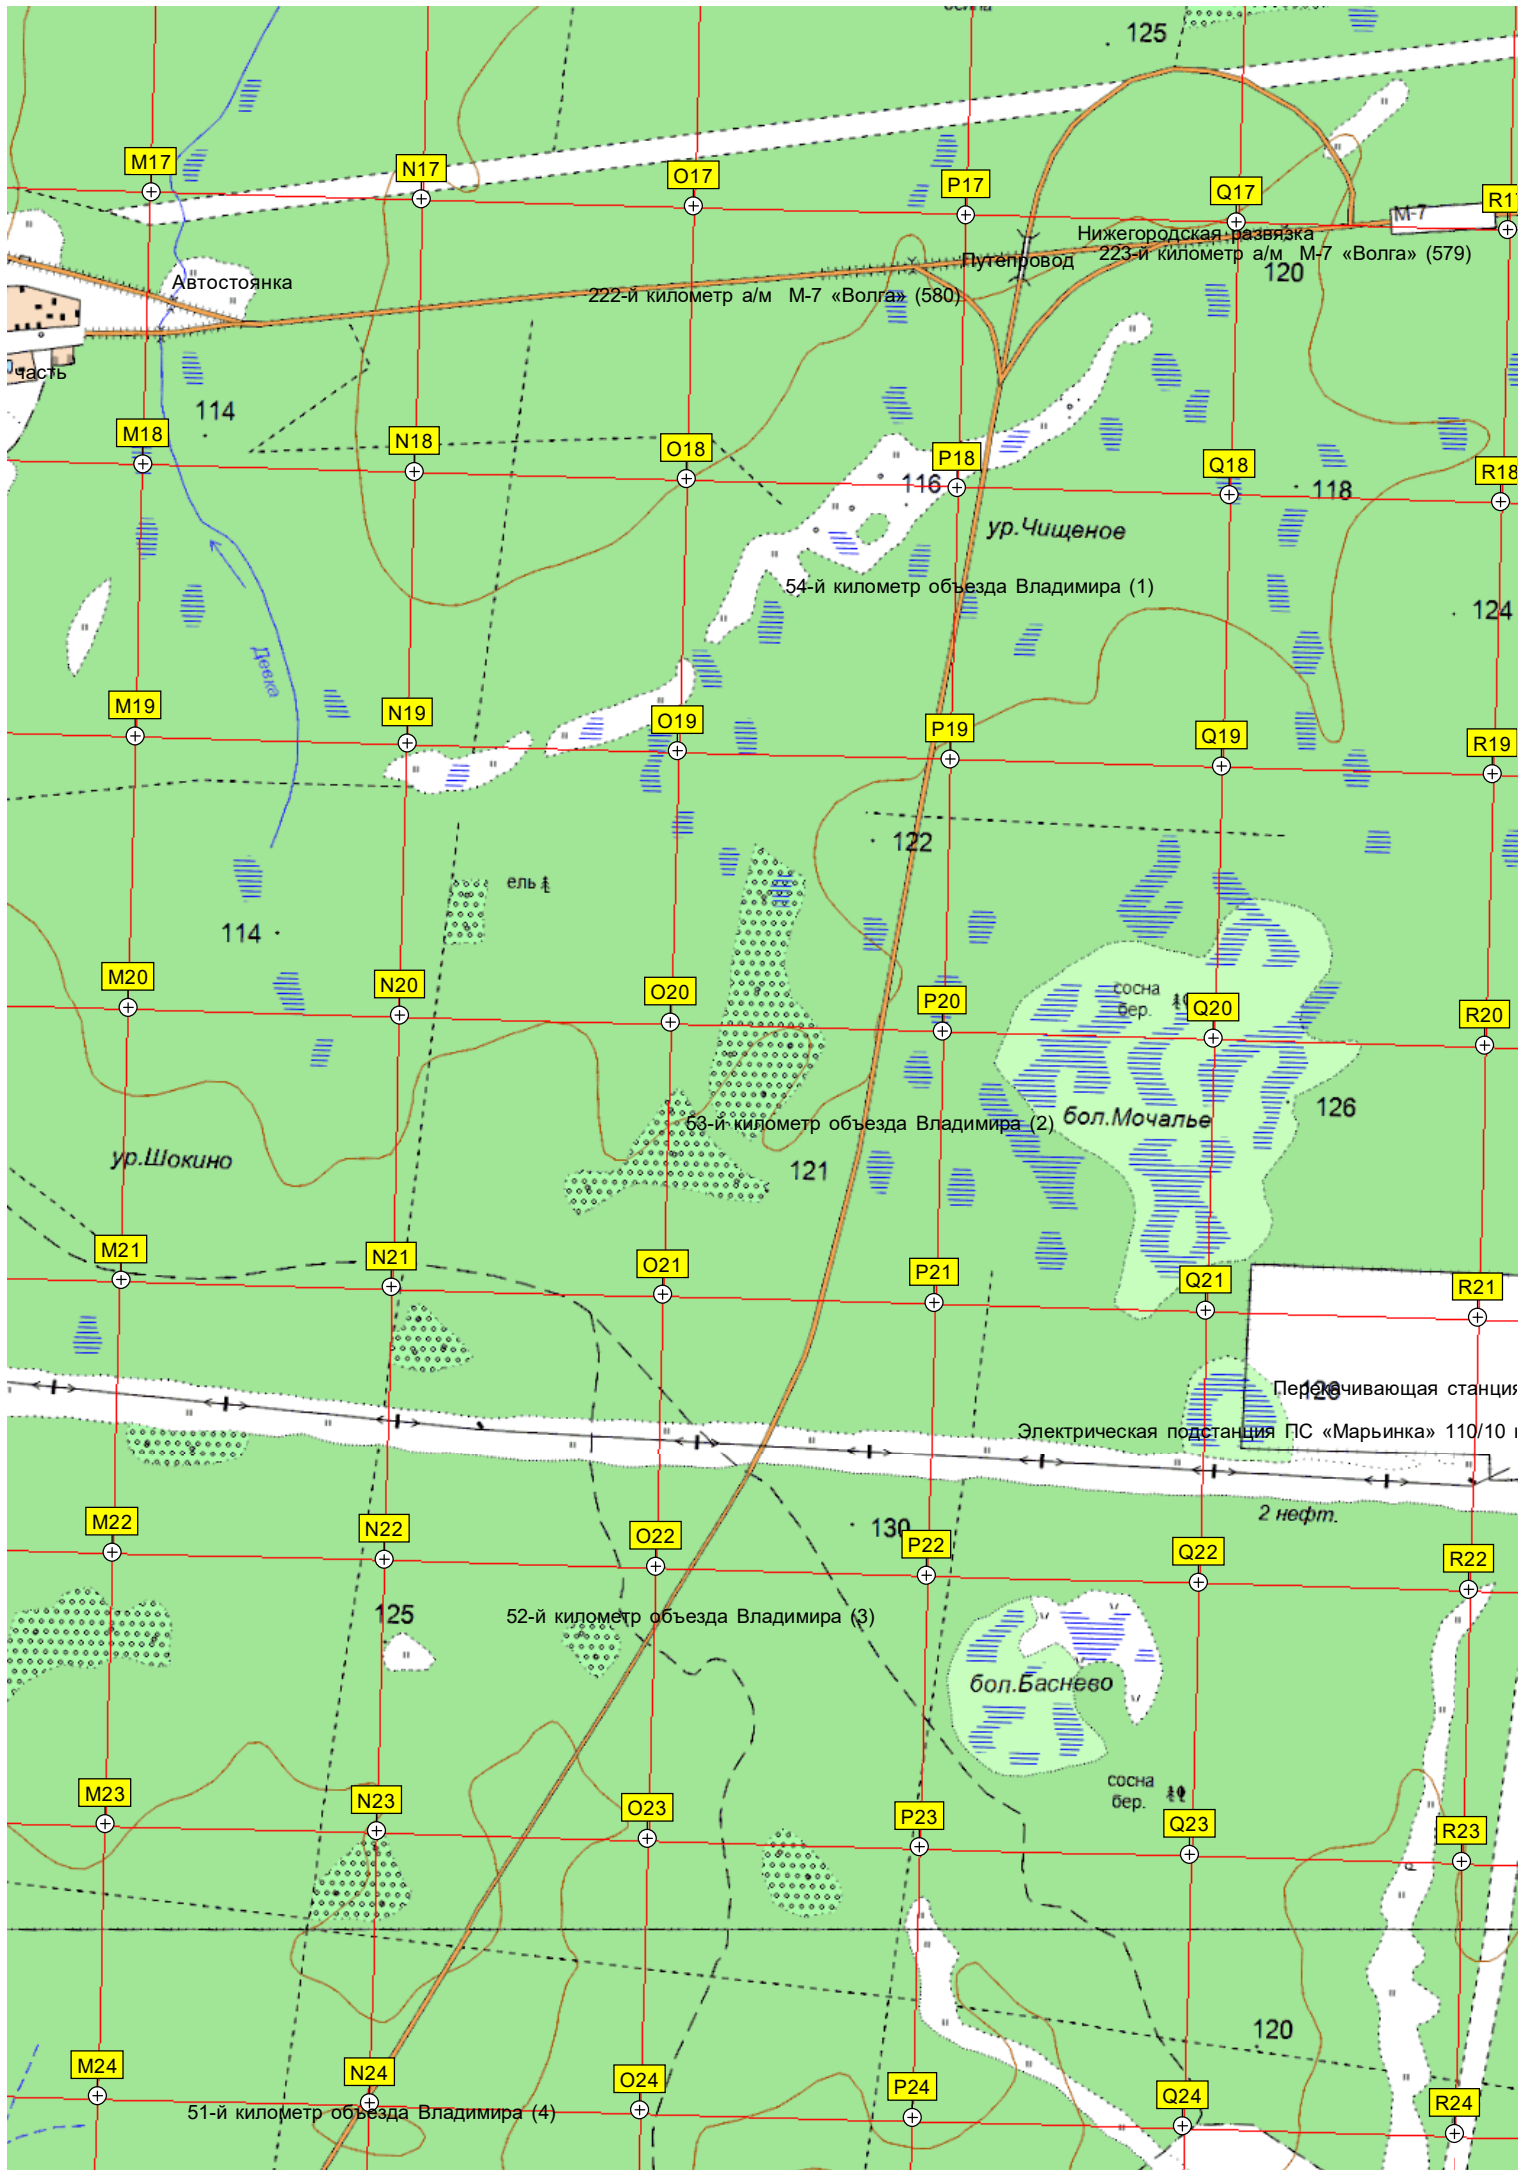 125
M17
N17
O17
P17
Q17
R17
М-7
Нижегородская развязка
Путепровод
223-й километр а/м М-7 «Волга» (579)
120
Автостоянка
222-й километр а/м М-7 «Волга» (580)
часть
114
M18
N18
O18
P18
Q18
R18
116
118
ур.Чищеное
54-й километр объезда Владимира (1)
124
Девка
M19
N19
O19
P19
Q19
R19
122
ель
114
M20
N20
O20
P20
сосна
бер.
Q20
R20
126
53-й километр объезда Владимира (2)
бол.Мочалье
ур.Шокино
121
M21
N21
O21
P21
Q21
R21
Перекачивающая станция
Электрическая подстанция ПС «Марьинка» 110/10
2 нефт.
M22
N22
O22
130
P22
Q22
R22
125
52-й километр объезда Владимира (3)
бол.Баснево
сосна
бер.
M23
N23
O23
P23
Q23
R23
120
M24
N24
O24
P24
Q24
R24
51-й километр объезда Владимира (4)